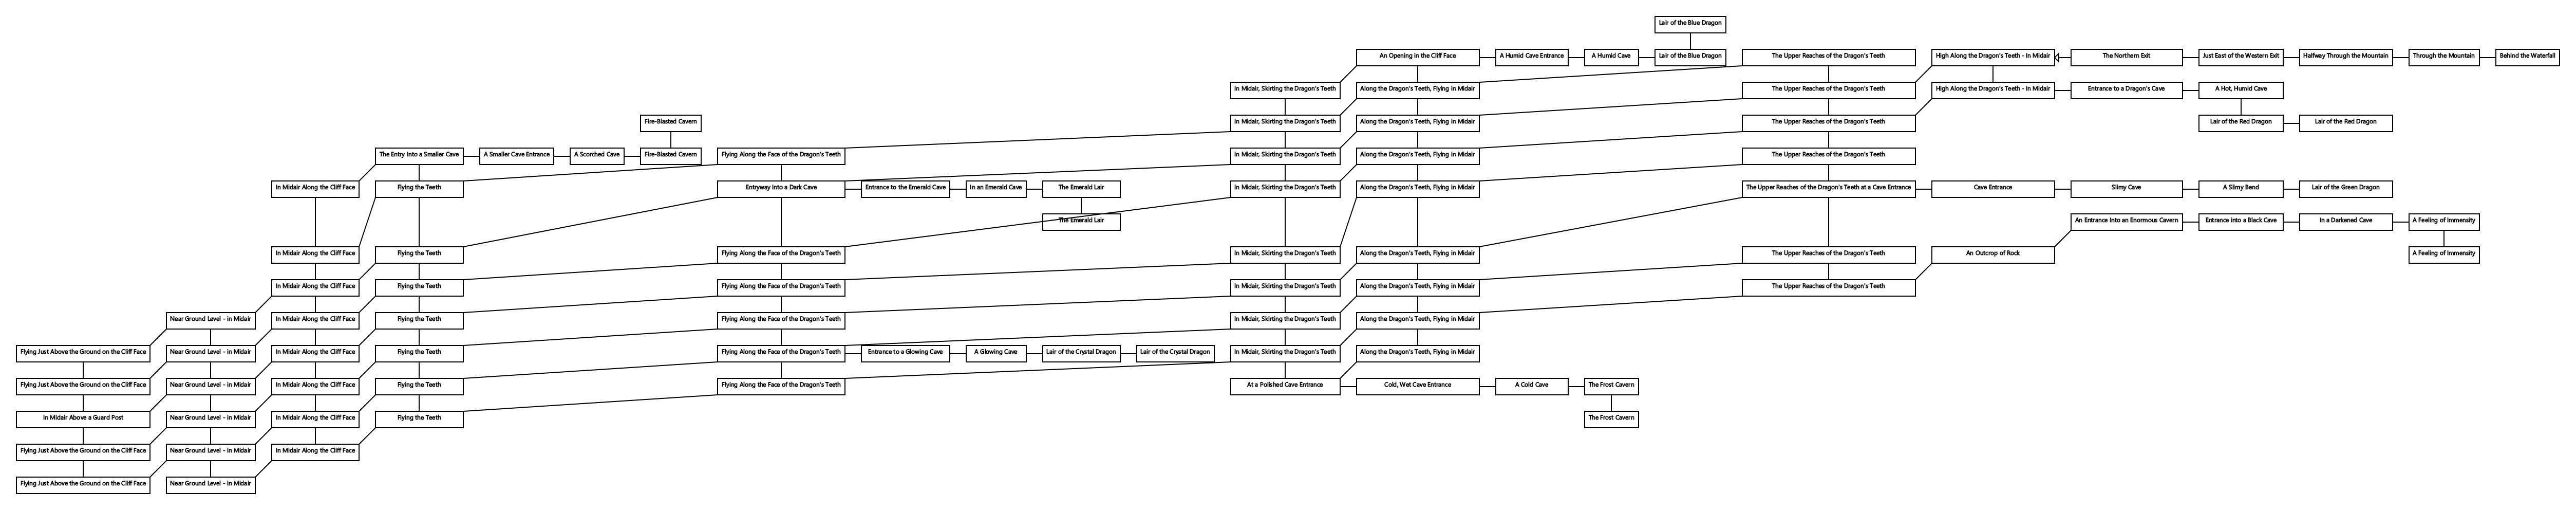 Lair of the Blue Dragon
An Opening in the Cliff Face
A Humid Cave Entrance
A Humid Cave
Lair of the Blue Dragon
The Upper Reaches of the Dragon's Teeth
High Along the Dragon's Teeth - In Midair
The Northern Exit
Just East of the Western Exit
Halfway Through the Mountain
Through the Mountain
Behind the Waterfall
In Midair, Skirting the Dragon's Teeth
Along the Dragon's Teeth, Flying in Midair
The Upper Reaches of the Dragon's Teeth
High Along the Dragon's Teeth - In Midair
Entrance to a Dragon's Cave
A Hot, Humid Cave
Fire-Blasted Cavern
In Midair, Skirting the Dragon's Teeth
Along the Dragon's Teeth, Flying in Midair
The Upper Reaches of the Dragon's Teeth
Lair of the Red Dragon
Lair of the Red Dragon
The Entry Into a Smaller Cave
A Smaller Cave Entrance
A Scorched Cave
Fire-Blasted Cavern
Flying Along the Face of the Dragon's Teeth
In Midair, Skirting the Dragon's Teeth
Along the Dragon's Teeth, Flying in Midair
The Upper Reaches of the Dragon's Teeth
In Midair Along the Cliff Face
Flying the Teeth
Entryway Into a Dark Cave
Entrance to the Emerald Cave
In an Emerald Cave
The Emerald Lair
In Midair, Skirting the Dragon's Teeth
Along the Dragon's Teeth, Flying in Midair
The Upper Reaches of the Dragon's Teeth at a Cave Entrance
Cave Entrance
Slimy Cave
A Slimy Bend
Lair of the Green Dragon
The Emerald Lair
An Entrance into an Enormous Cavern
Entrance into a Black Cave
In a Darkened Cave
A Feeling of Immensity
In Midair Along the Cliff Face
Flying the Teeth
Flying Along the Face of the Dragon's Teeth
In Midair, Skirting the Dragon's Teeth
Along the Dragon's Teeth, Flying in Midair
The Upper Reaches of the Dragon's Teeth
An Outcrop of Rock
A Feeling of Immensity
In Midair Along the Cliff Face
Flying the Teeth
Flying Along the Face of the Dragon's Teeth
In Midair, Skirting the Dragon's Teeth
Along the Dragon's Teeth, Flying in Midair
The Upper Reaches of the Dragon's Teeth
Near Ground Level - in Midair
In Midair Along the Cliff Face
Flying the Teeth
Flying Along the Face of the Dragon's Teeth
In Midair, Skirting the Dragon's Teeth
Along the Dragon's Teeth, Flying in Midair
Flying Just Above the Ground on the Cliff Face
Near Ground Level - in Midair
In Midair Along the Cliff Face
Flying the Teeth
Flying Along the Face of the Dragon's Teeth
Entrance to a Glowing Cave
A Glowing Cave
Lair of the Crystal Dragon
Lair of the Crystal Dragon
In Midair, Skirting the Dragon's Teeth
Along the Dragon's Teeth, Flying in Midair
Flying Just Above the Ground on the Cliff Face
Near Ground Level - in Midair
In Midair Along the Cliff Face
Flying the Teeth
Flying Along the Face of the Dragon's Teeth
At a Polished Cave Entrance
Cold, Wet Cave Entrance
A Cold Cave
The Frost Cavern
In Midair Above a Guard Post
Near Ground Level - in Midair
In Midair Along the Cliff Face
Flying the Teeth
The Frost Cavern
Flying Just Above the Ground on the Cliff Face
Near Ground Level - in Midair
In Midair Along the Cliff Face
Flying Just Above the Ground on the Cliff Face
Near Ground Level - in Midair